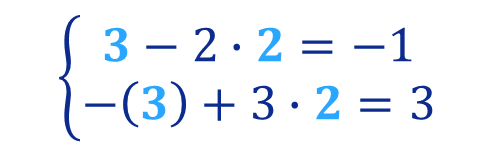 3 − 2 · 2 = −1
−(3) + 3 · 2 = 3